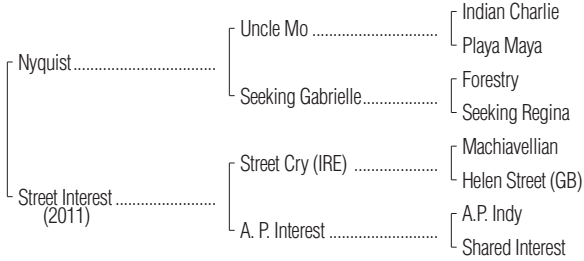 Indian Charlie
Uncle Mo ................................
Playa Maya
Nyquist ...................................
Forestry
Seeking Gabrielle ...................
Seeking Regina
Machiavellian
Street Cry (IRE) .....................
Helen Street (GB)
Street Interest .........................
(2011)
A.P. Indy
A. P. Interest ...........................
Shared Interest